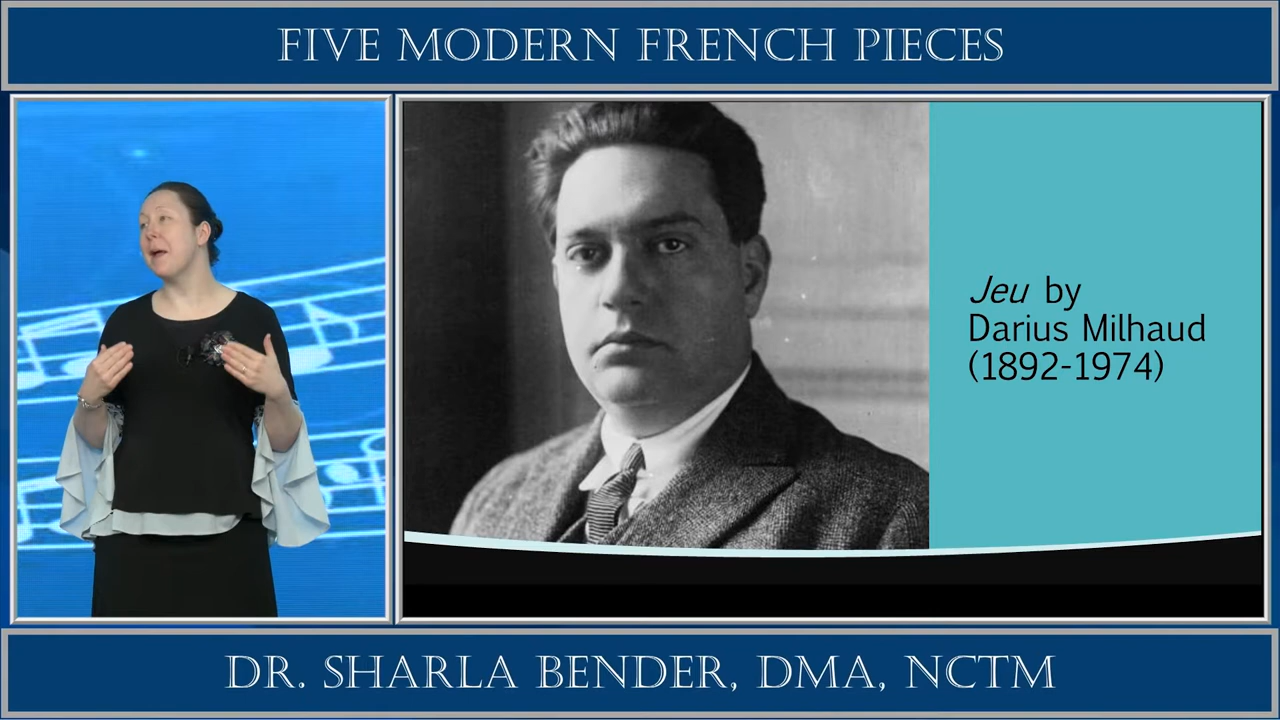 FIVE MODERN FRENCH PIECES
Jeu by
Darius Milhaud
(1892-1974)
DR. SHARLA BENDER, DMA, NCTM